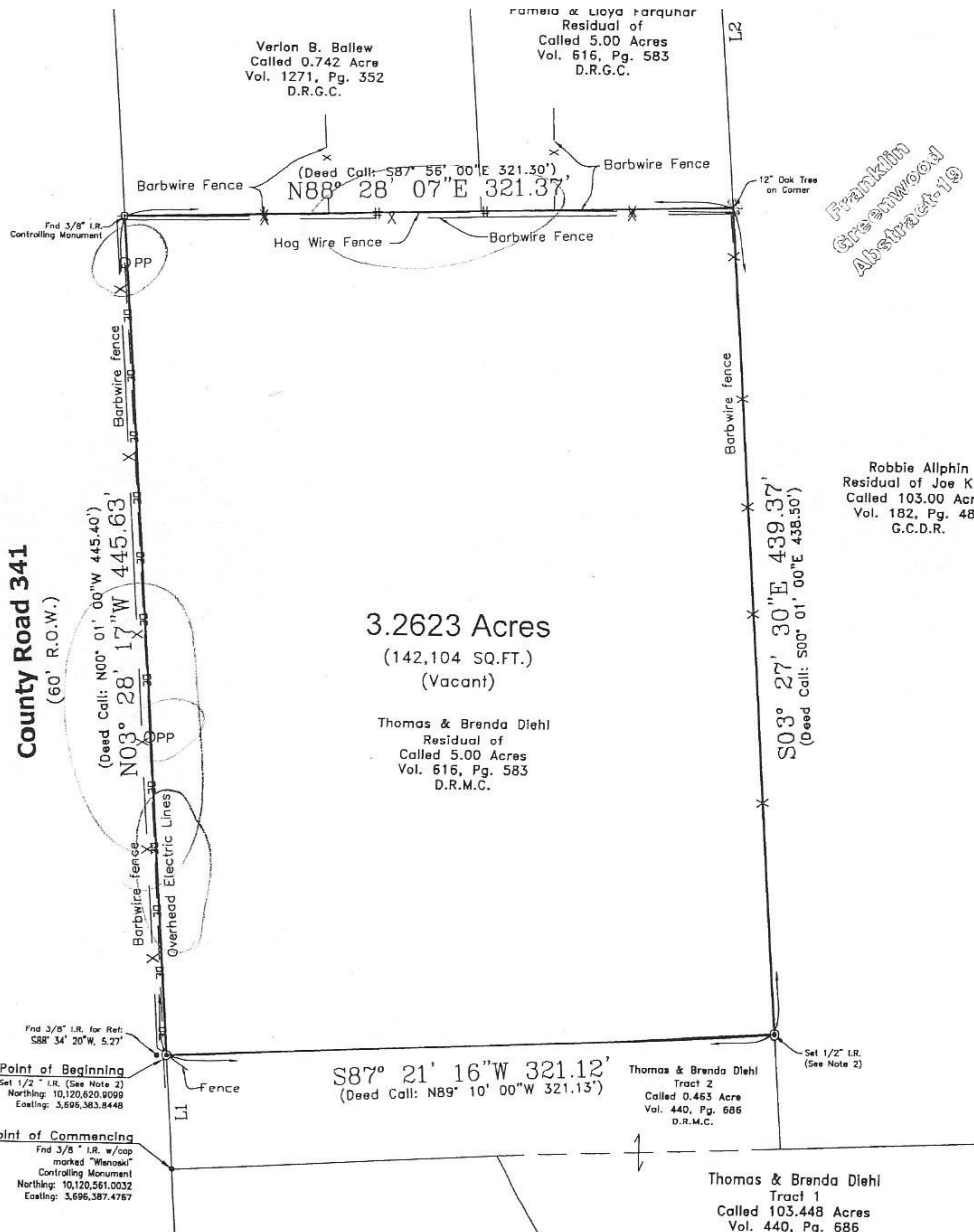 Pamela & Lloyd Farquhar
Residual of
Called 5.00 Acres
Vol. 616, Pg. 583
D.R.G.C.
L2
Verlon B. Ballew
Called 0.742 Acre
Vol. 1271, Pg. 352
D.R.G.C.
Franklin
Greenwood
Abstract-19
(Deed Call: S87° 56' 00"E 321.30')
N88° 28' 07"E 321.37'
Barbwire Fence
Barbwire Fence
12" Oak Tree
on Corner
Fnd 3/8" I.R.
Controlling Monument
Hog Wire Fence
Barbwire Fence
PP
Barbwire fence
Barbwire fence
Robbie Allphin
Residual of Joe K
Called 103.00 Acr
Vol. 182, Pg. 48
G.C.D.R.
County Road 341
(60' R.O.W.)
(Deed Call: N00° 01' 00"W 445.40')
N03° 28' 17"W 445.63'
S03° 27' 30"E 439.37'
(Deed Call: S00° 01' 00"E 438.50')
3.2623 Acres
(142,104 SQ.FT.)
(Vacant)
Thomas & Brenda Diehl
Residual of
Called 5.00 Acres
Vol. 616, Pg. 583
D.R.M.C.
PP
Barbwire fence
Overhead Electric Lines
Fnd 3/8" I.R. for Ref:
S88° 34' 20"W, 5.27'
Point of Beginning
Set 1/2" I.R. (See Note 2)
Northing: 10,120,620.9099
Easting: 3,696,383.8448
Fence
S87° 21' 16"W 321.12'
(Deed Call: N89° 10' 00"W 321.13')
Thomas & Brenda Diehl
Tract 2
Called 0.463 Acre
Vol. 440, Pg. 686
D.R.M.C.
Set 1/2" I.R.
(See Note 2)
L1
oint of Commencing
Fnd 3/8" I.R. w/cap
marked "Wisnoski"
Controlling Monument
Northing: 10,120,561.0032
Easting: 3,696,387.4767
Thomas & Brenda Diehl
Tract 1
Called 103.448 Acres
Vol. 440, Pg. 686